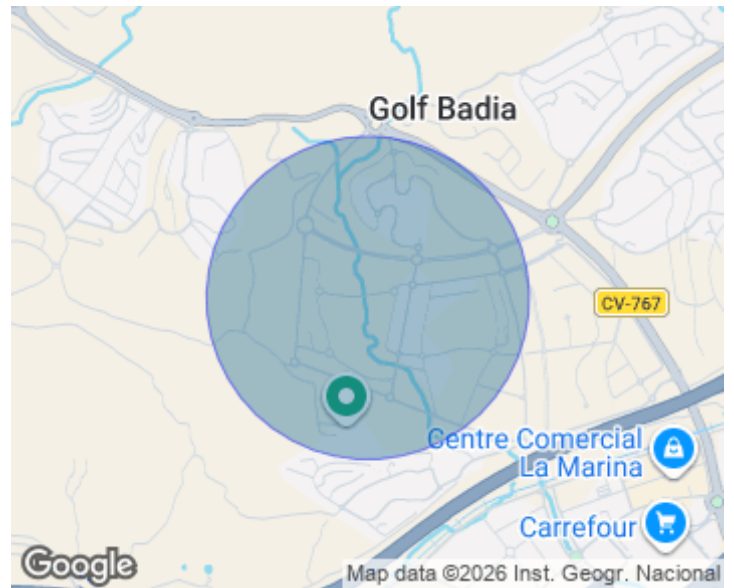 Golf Badia
CV-767
Centre Comercial
La Marina
Carrefour
Google
Map data ©2026 Inst. Geogr. Nacional